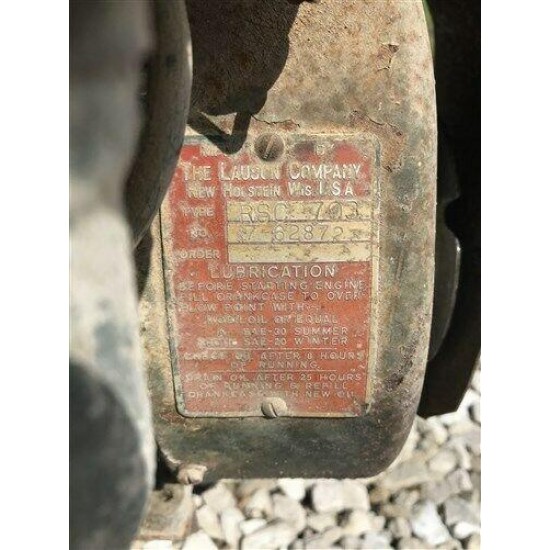 THE LAUSON COMPANY
NEW HOLSTEIN WIS. U.S.A.
TYPE RSC 703
NO. 7 62872
ORDER
LUBRICATION
BEFORE STARTING ENGINE
FILL CRANKCASE TO OVER
FLOW POINT WITH
OIL OR EQUAL
SAE-30 SUMMER
SAE-20 WINTER
CHECK OIL AFTER 8 HOURS
OF RUNNING.
DRAIN OIL AFTER 25 HOURS
OF RUNNING & REFILL
CRANKCASE WITH NEW OIL